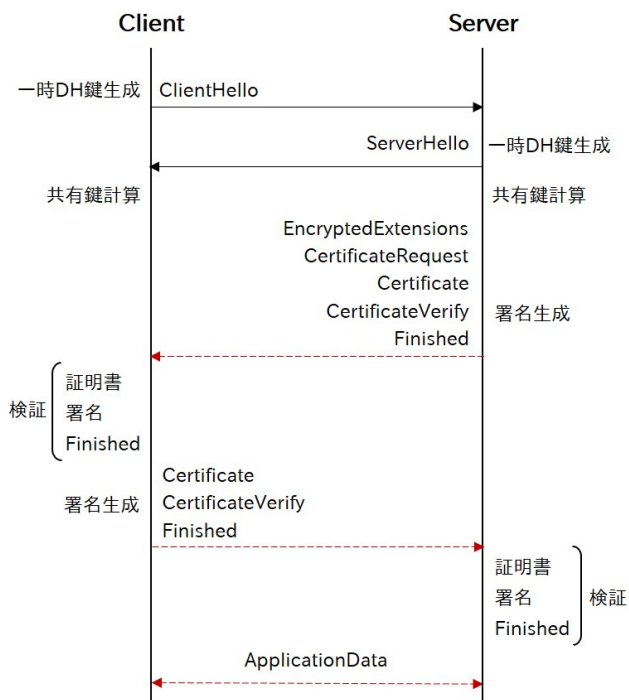 Client
Server
一時DH鍵生成
ClientHello
ServerHello
一時DH鍵生成
共有鍵計算
共有鍵計算
EncryptedExtensions
CertificateRequest
Certificate
CertificateVerify
署名生成
Finished
検証
証明書
署名
Finished
署名生成
Certificate
CertificateVerify
Finished
証明書
署名
Finished
検証
ApplicationData